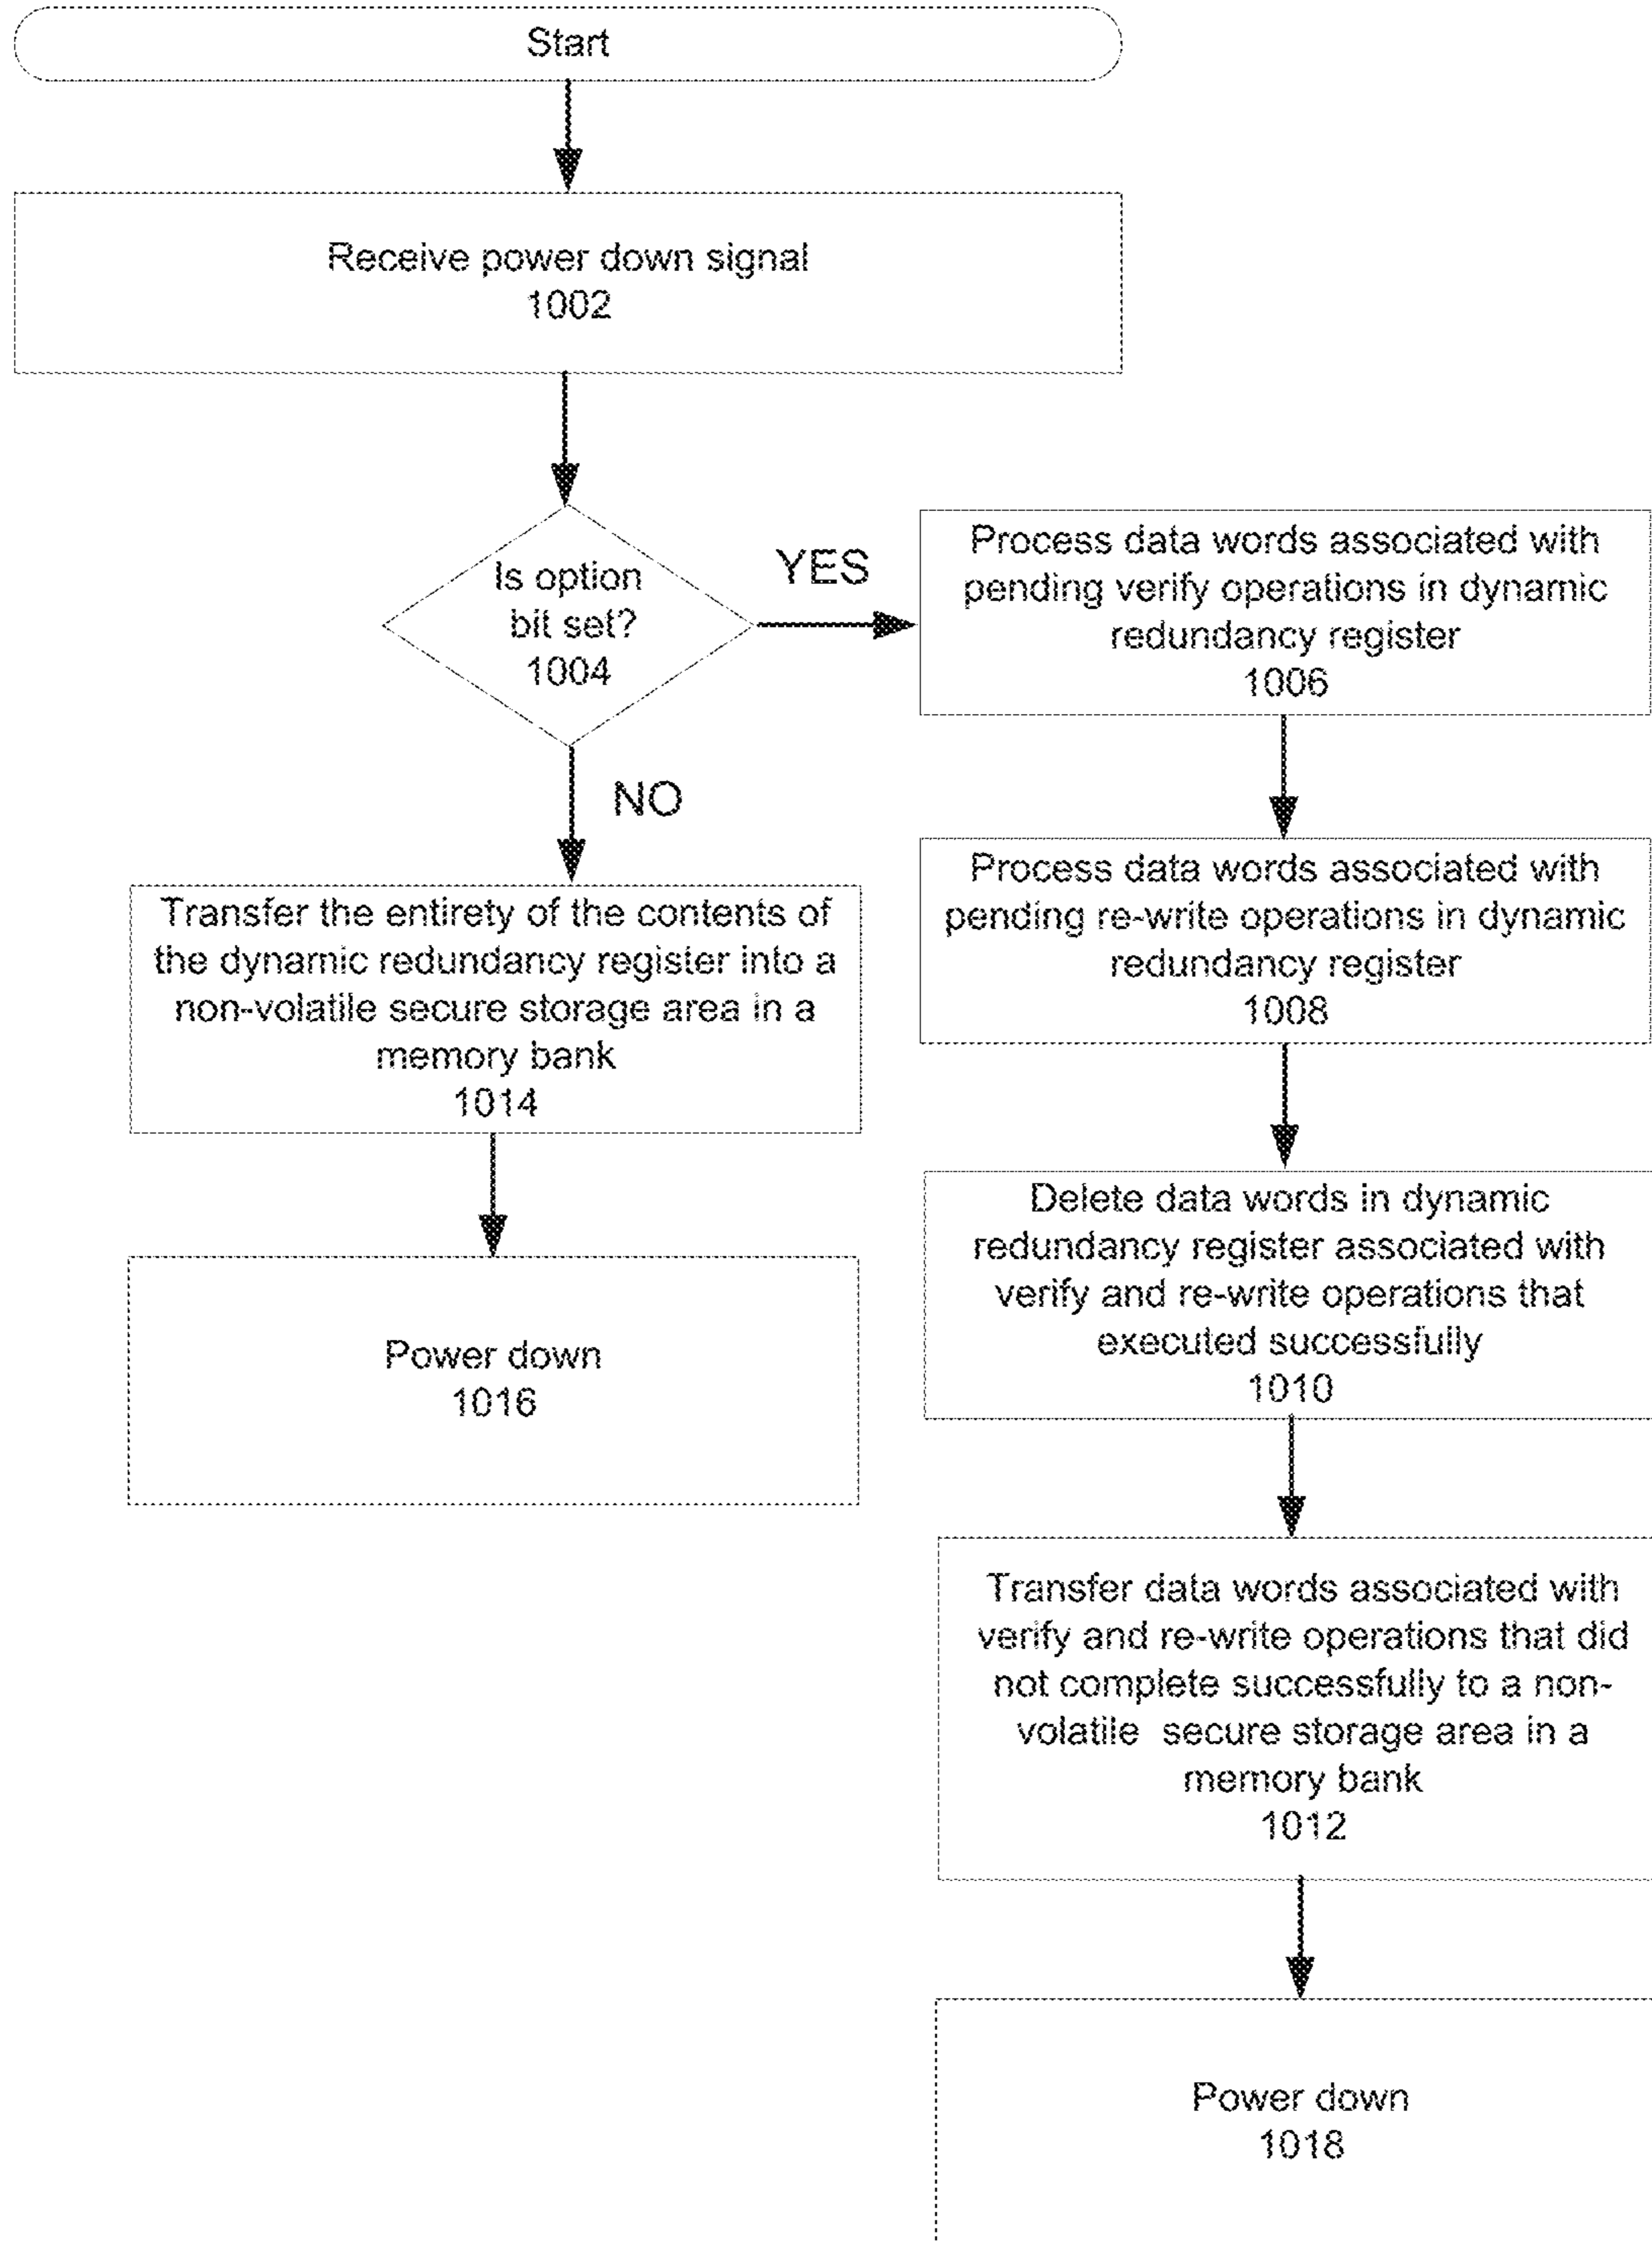 Start
Receive power down signal
1002
Is option
bit set?
1004
YES
NO
Process data words associated with
pending verify operations in dynamic
redundancy register
1006
Process data words associated with
pending re-write operations in dynamic
redundancy register
1008
Transfer the entirety of the contents of
the dynamic redundancy register into a
non-volatile secure storage area in a
memory bank
1014
Delete data words in dynamic
redundancy register associated with
verify and re-write operations that
executed successfully
1010
Power down
1016
Transfer data words associated with
verify and re-write operations that did
not complete successfully to a non-
volatile secure storage area in a
memory bank
1012
Power down
1018